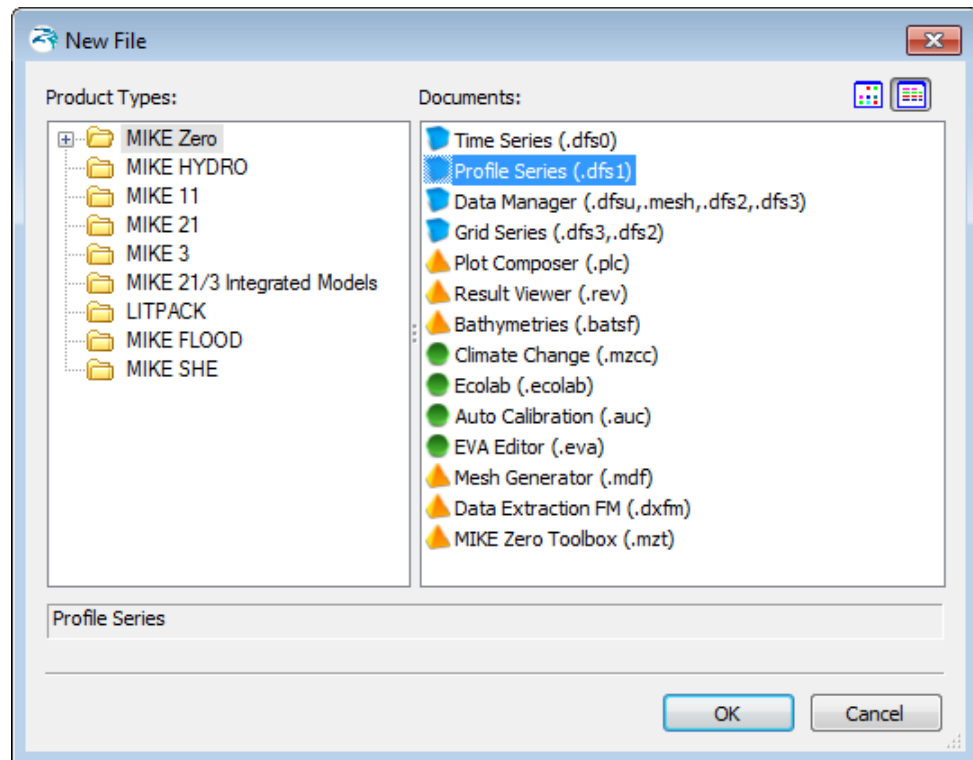 New File
Product Types:
Documents:
MIKE Zero
MIKE HYDRO
MIKE 11
MIKE 21
MIKE 3
MIKE 21/3 Integrated Models
LITPACK
MIKE FLOOD
MIKE SHE
Time Series (.dfs0)
Profile Series (.dfs1)
Data Manager (.dfsu,.mesh,.dfs2,.dfs3)
Grid Series (.dfs3,.dfs2)
Plot Composer (.plc)
Result Viewer (.rev)
Bathymetries (.batsf)
Climate Change (.mzcc)
Ecolab (.ecolab)
Auto Calibration (.auc)
EVA Editor (.eva)
Mesh Generator (.mdf)
Data Extraction FM (.dxfm)
MIKE Zero Toolbox (.mzt)
Profile Series
OK
Cancel